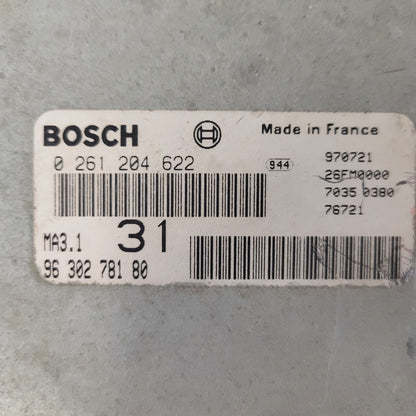 BOSCH Made in France
0 261 204 622 944 970721
26FM0000
7035 0380
76721
MA3.1 31
96 302 781 80